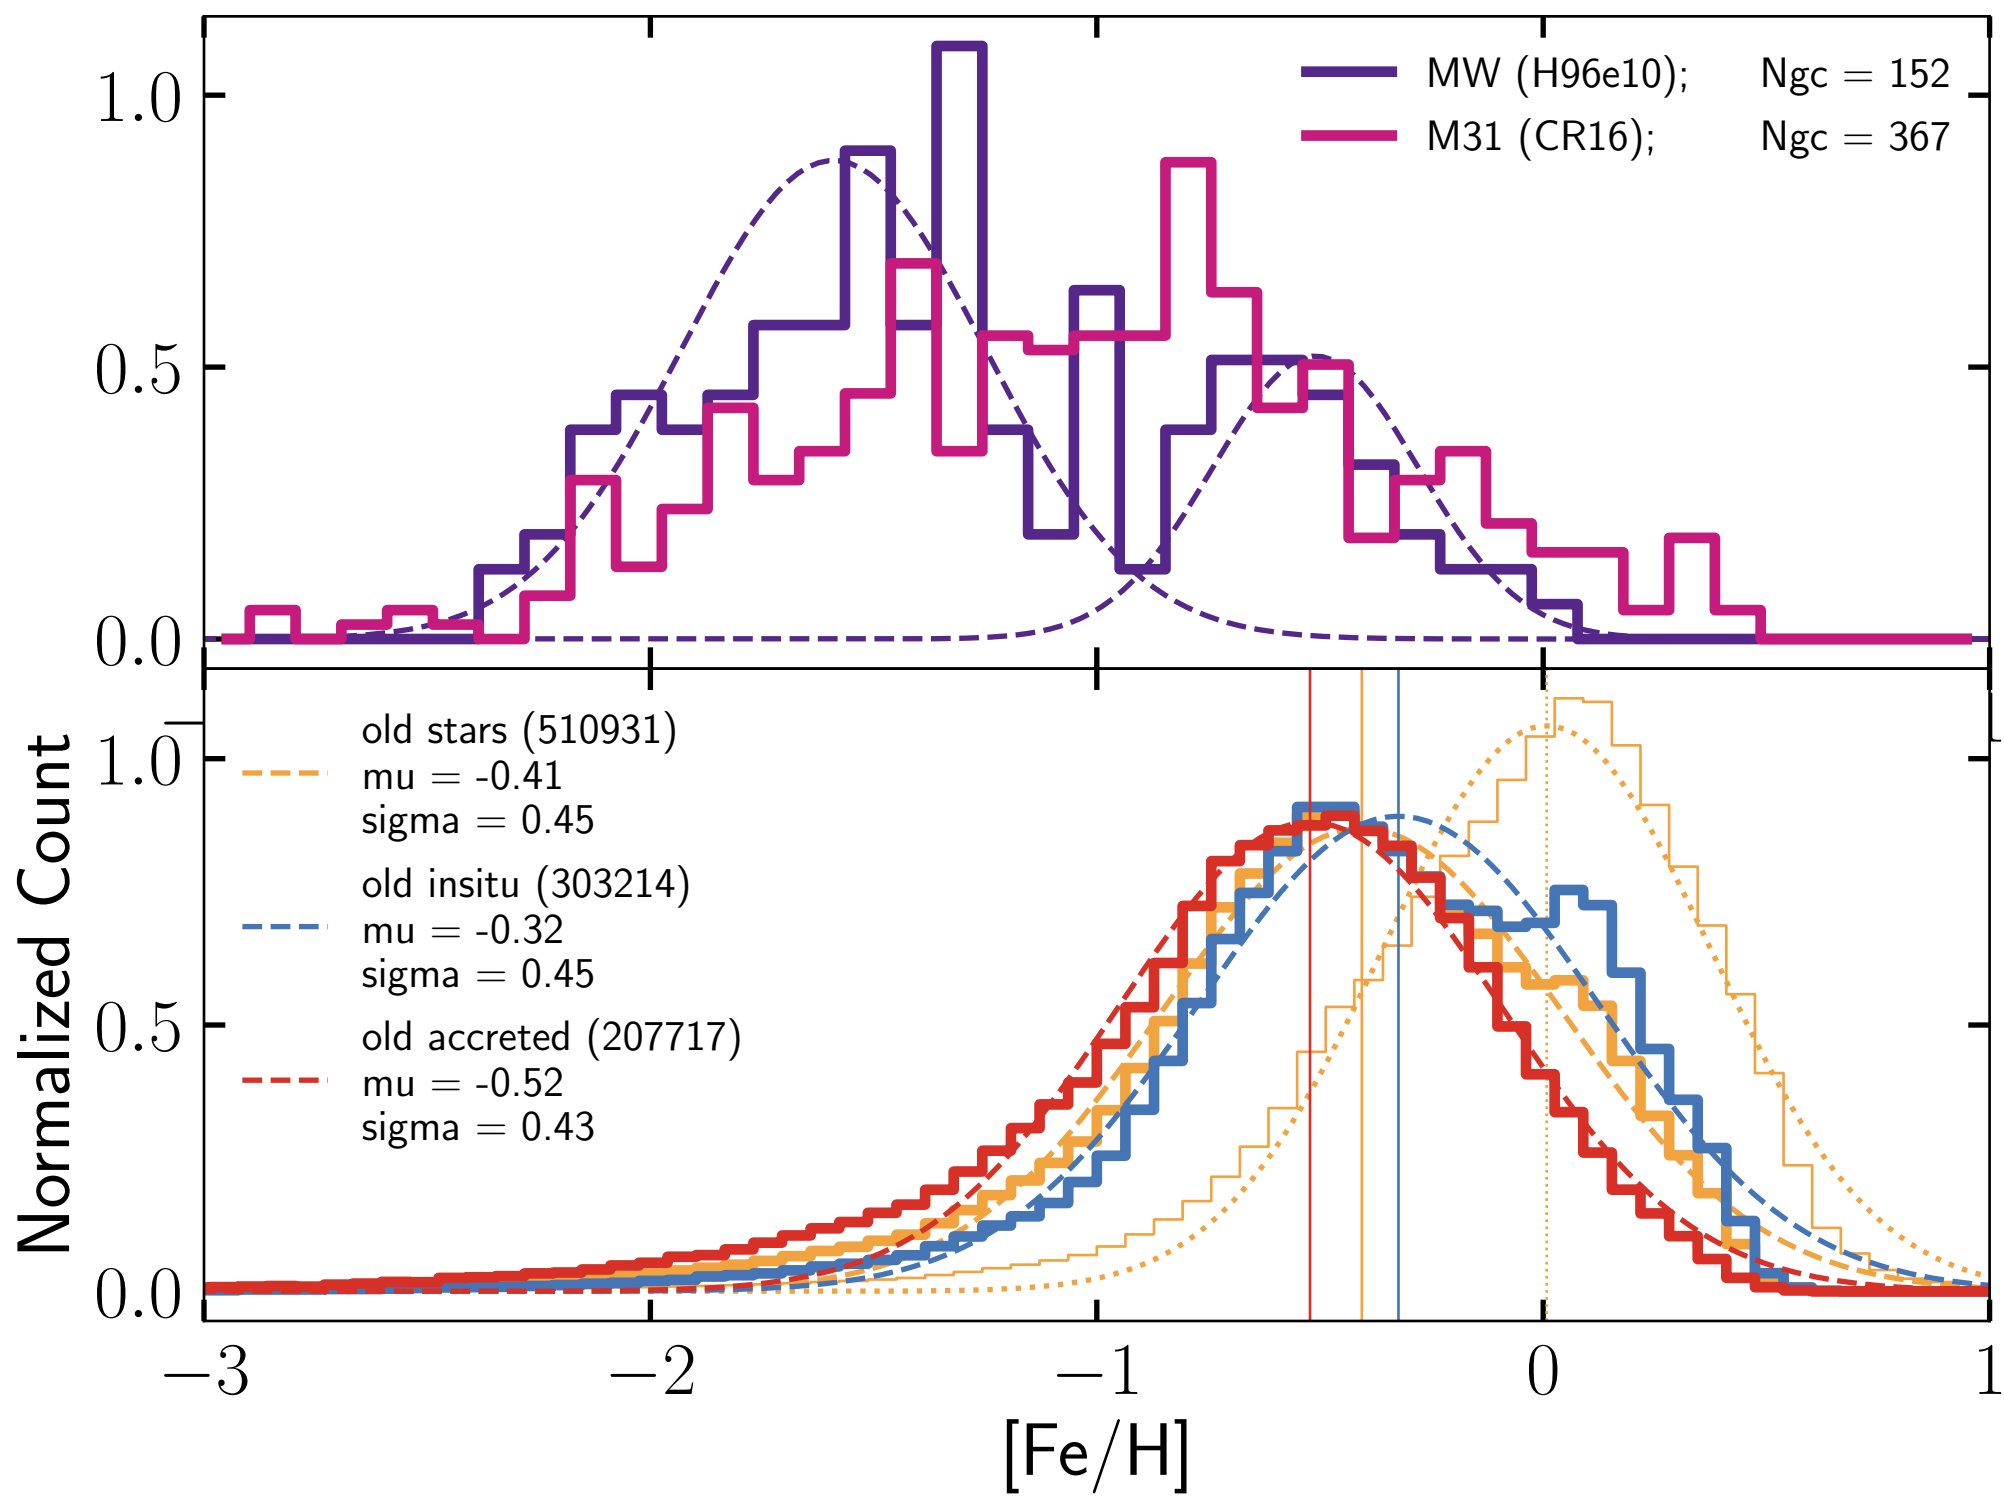 1.0
0.5
0.0
MW (H96e10); Ngc = 152
M31 (CR16); Ngc = 367
Normalized Count
1.0
0.5
0.0
old stars (510931)
mu = -0.41
sigma = 0.45
old insitu (303214)
mu = -0.32
sigma = 0.45
old accreted (207717)
mu = -0.52
sigma = 0.43
−3 −2 −1 0 1
[Fe/H]